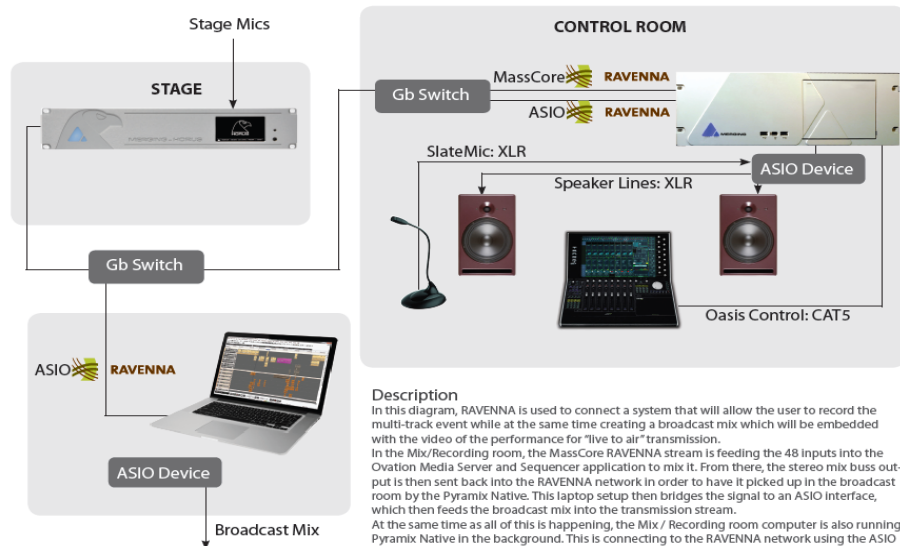 Stage Mics
CONTROL ROOM
MassCore RAVENNA
STAGE
Gb Switch
ASIO RAVENNA
HORUS
MERGING HORUS
MERGING
SlateMic: XLR
ASIO Device
Speaker Lines: XLR
Gb Switch
Oasis Control: CAT5
ASIO RAVENNA
ASIO Device
Broadcast Mix
Description
In this diagram, RAVENNA is used to connect a system that will allow the user to record the
multi-track event while at the same time creating a broadcast mix which will be embedded
with the video of the performance for “live to air” transmission.
In the Mix/Recording room, the MassCore RAVENNA stream is feeding the 48 inputs into the
Ovation Media Server and Sequencer application to mix it. From there, the stereo mix buss out-
put is then sent back into the RAVENNA network in order to have it picked up in the broadcast
room by the Pyramix Native. This laptop setup then bridges the signal to an ASIO interface,
which then feeds the broadcast mix into the transmission stream.
At the same time as all of this is happening, the Mix / Recording room computer is also running
Pyramix Native in the background. This is connecting to the RAVENNA network using the ASIO